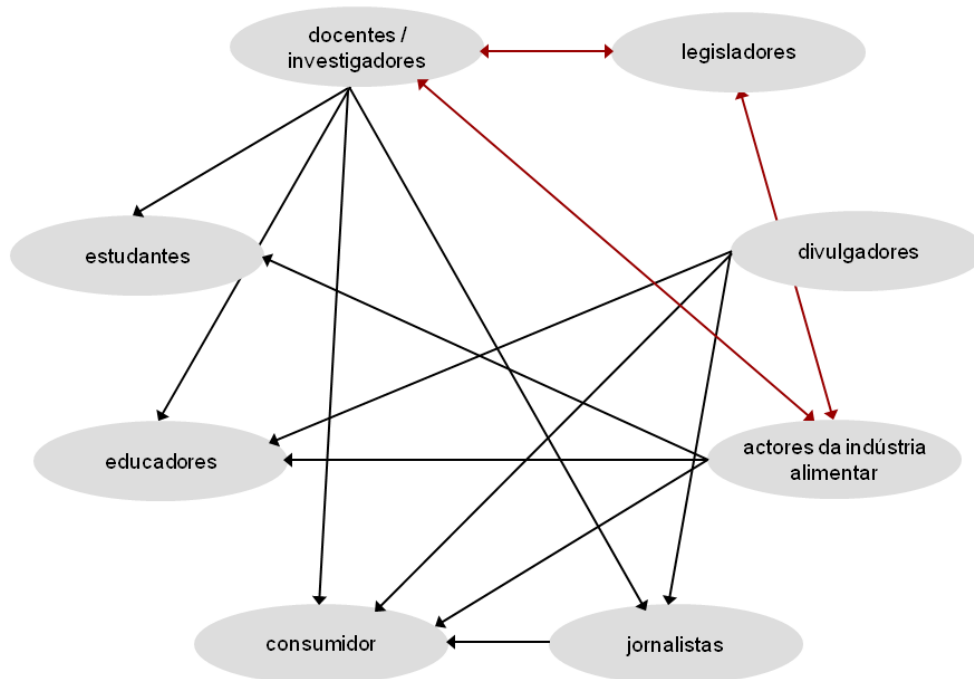 docentes /
investigadores
legisladores
estudantes
divulgadores
educadores
actores da indústria
alimentar
consumidor
jornalistas